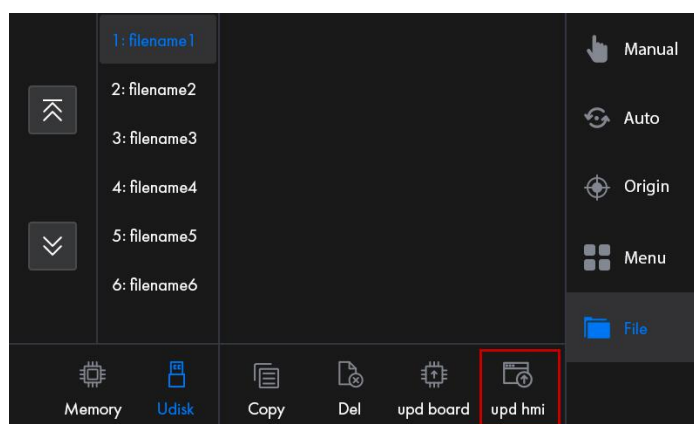 1: filename1
2: filename2
3: filename3
4: filename4
5: filename5
6: filename6
Manual
Auto
Origin
Menu
File
Memory
Udisk
Copy
Del
upd board
upd hmi